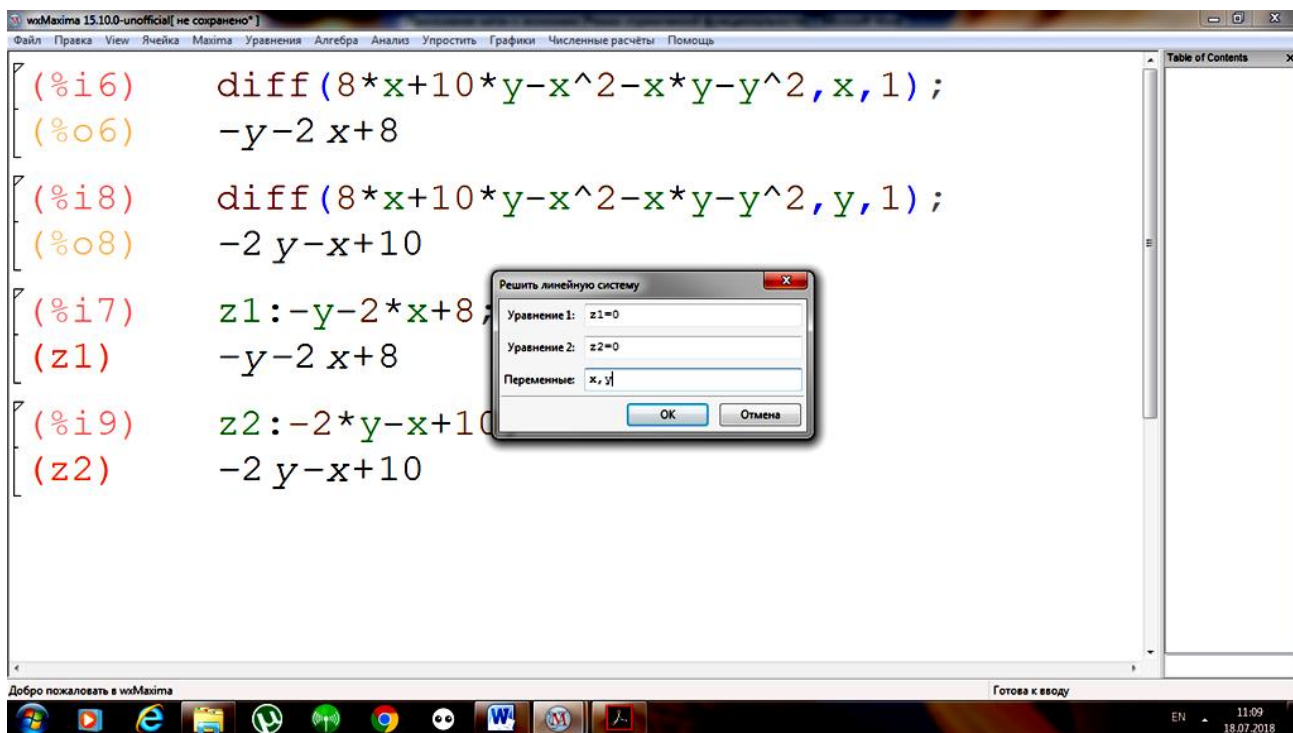 wxMaxima 15.10.0-unofficial[ не сохранено* ]
Файл Правка View Ячейка Maxima Уравнения Алгебра Анализ Упростить Графики Численные расчёты Помощь
Table of Contents
(%i6) diff(8*x+10*y-x^2-x*y-y^2,x,1);
(%o6) -y-2 x+8
(%i8) diff(8*x+10*y-x^2-x*y-y^2,y,1);
(%o8) -2 y-x+10
(%i7) z1:-y-2*x+8;
(z1) -y-2 x+8
(%i9) z2:-2*y-x+10
(z2) -2 y-x+10
Решить линейную систему
Уравнение 1: z1=0
Уравнение 2: z2=0
Переменные: x,y
OK Отмена
Добро пожаловать в wxMaxima Готова к вводу
EN 11:09
18.07.2018